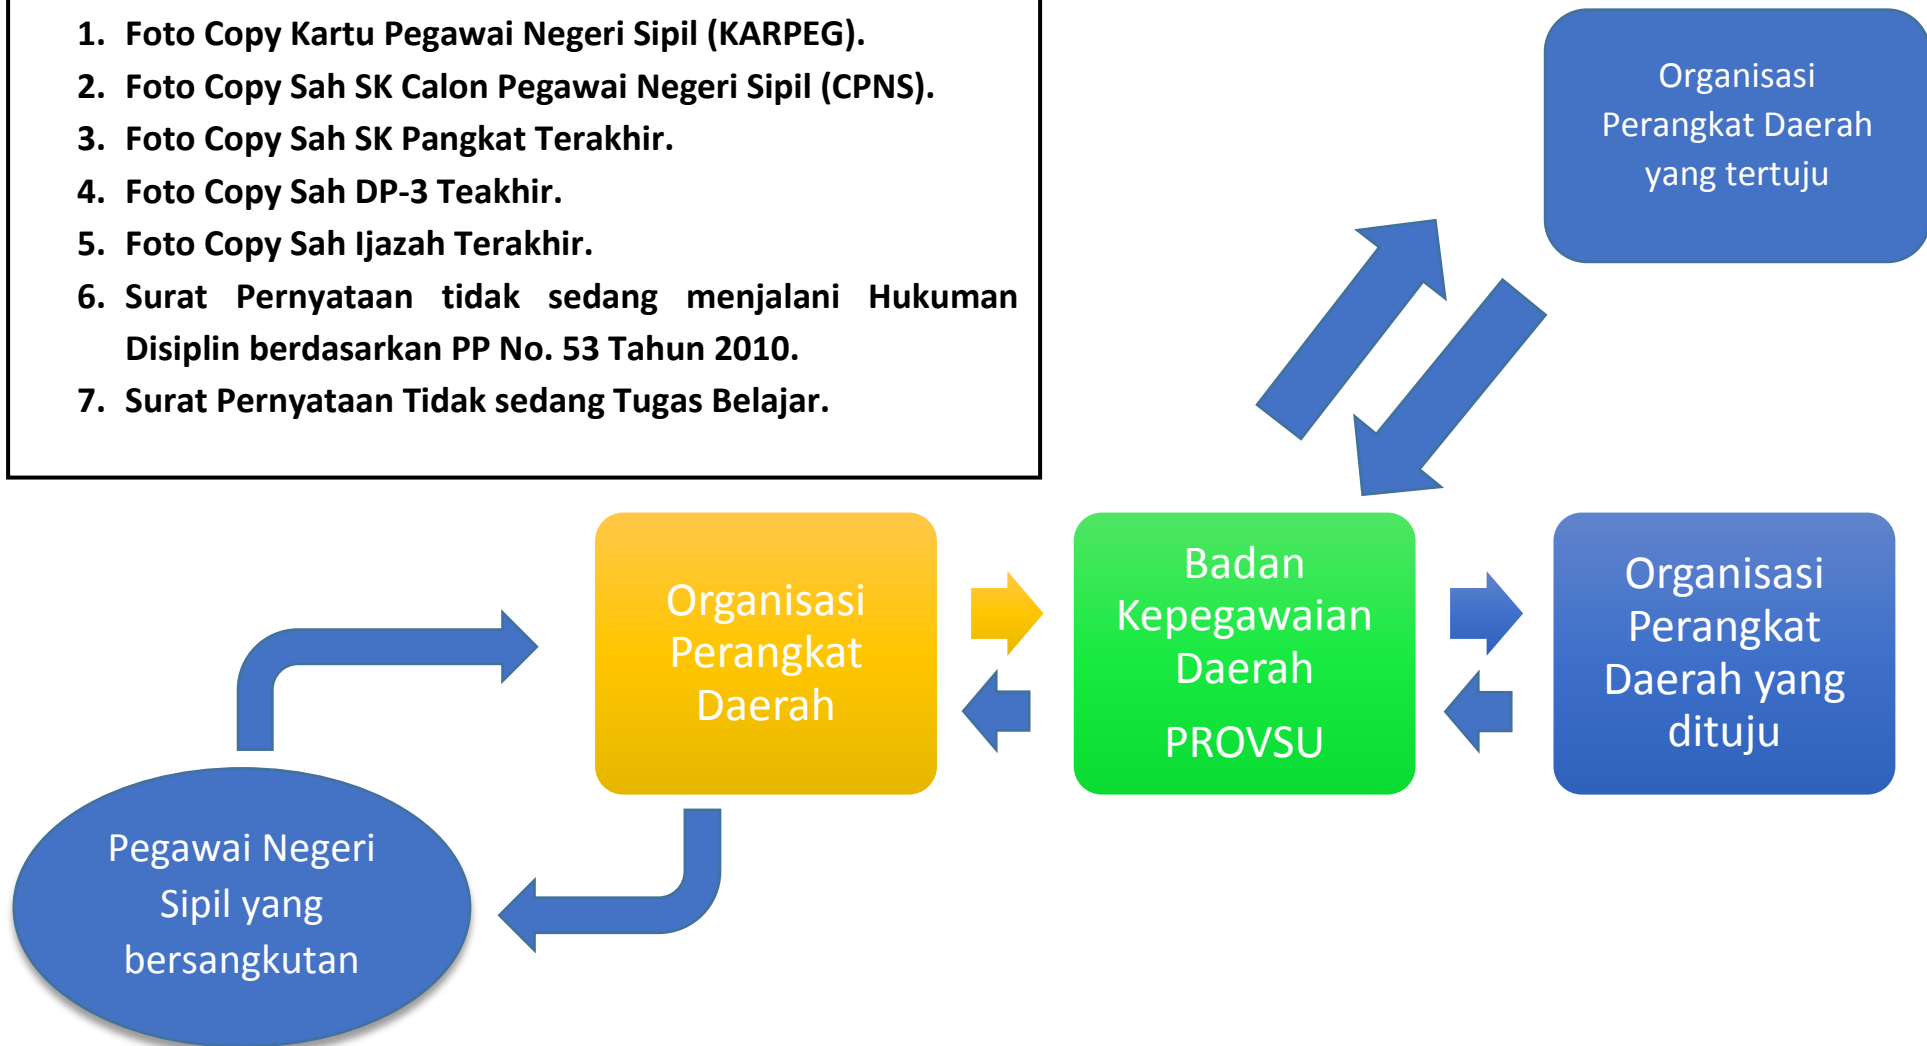 1. Foto Copy Kartu Pegawai Negeri Sipil (KARPEG).
2. Foto Copy Sah SK Calon Pegawai Negeri Sipil (CPNS).
3. Foto Copy Sah SK Pangkat Terakhir.
4. Foto Copy Sah DP-3 Teakhir.
5. Foto Copy Sah Ijazah Terakhir.
6. Surat Pernyataan tidak sedang menjalani Hukuman
Disiplin berdasarkan PP No. 53 Tahun 2010.
7. Surat Pernyataan Tidak sedang Tugas Belajar.
Organisasi
Perangkat Daerah
yang tertuju
Organisasi
Perangkat
Daerah
Badan
Kepegawaian
Daerah
PROVSU
Organisasi
Perangkat
Daerah yang
dituju
Pegawai Negeri
Sipil yang
bersangkutan